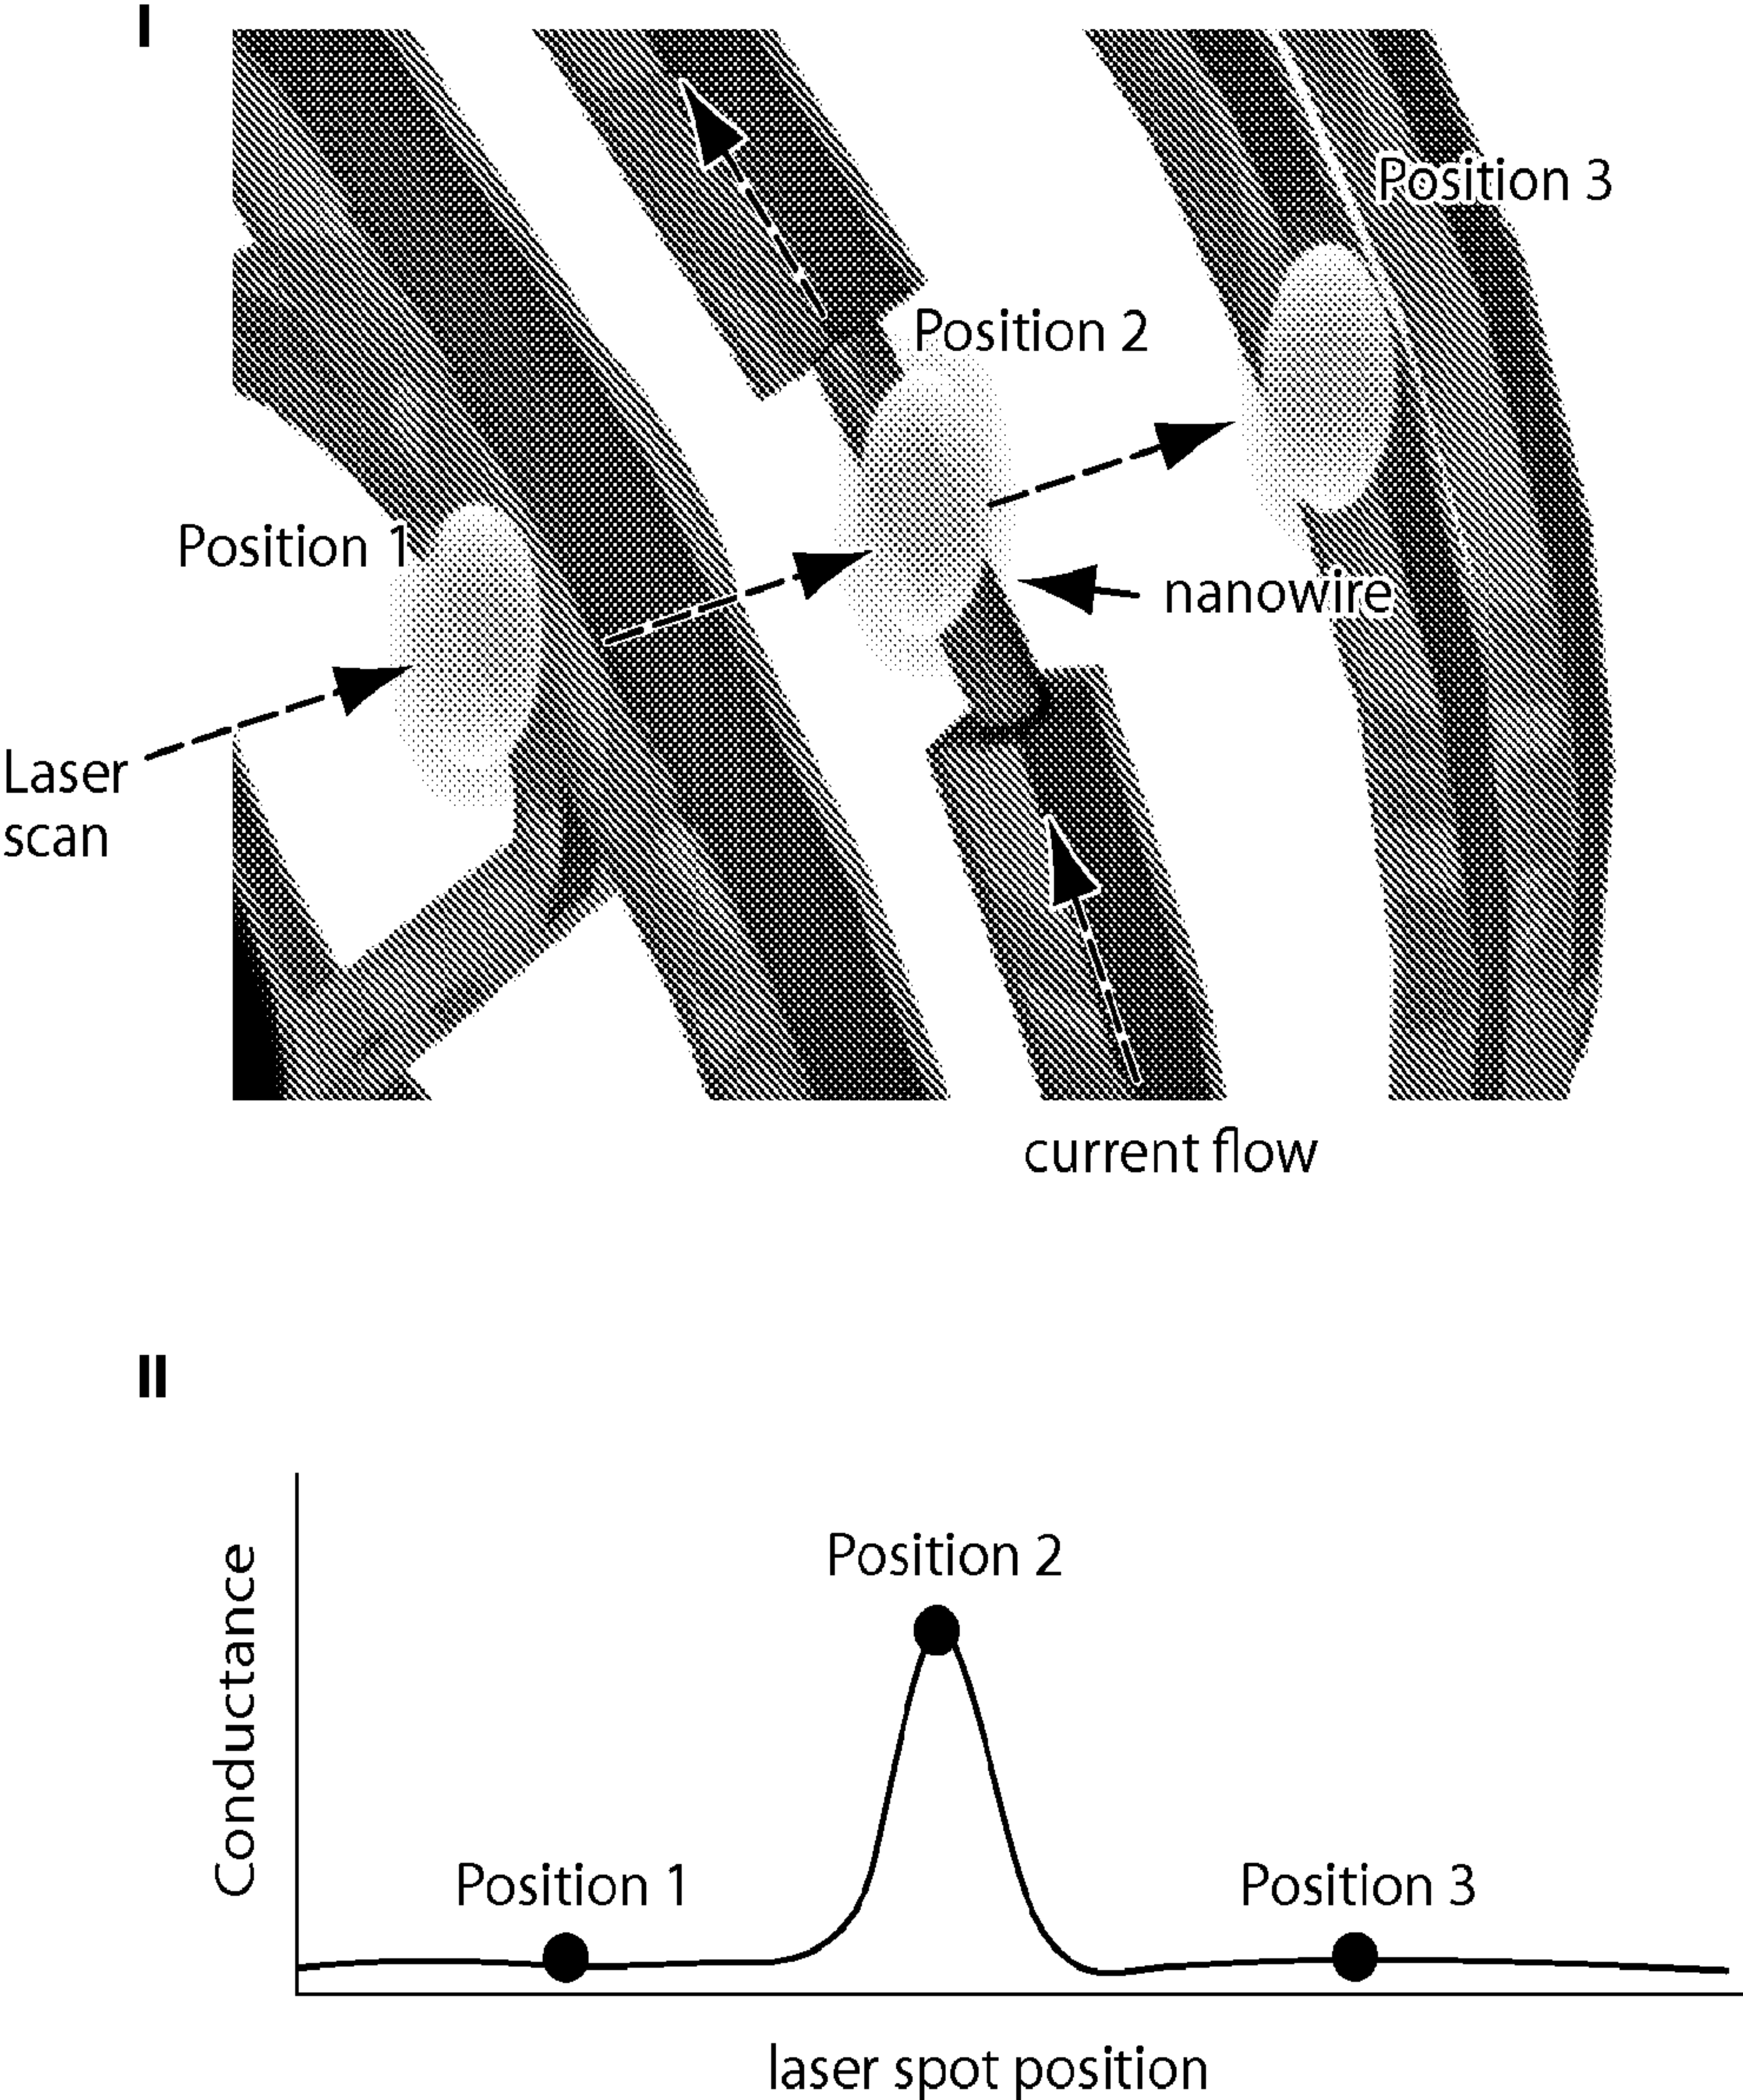 I
Position 3
Position 2
Position 1
nanowire
Laser
scan
current flow
II
Conductance
Position 2
Position 1
Position 3
laser spot position